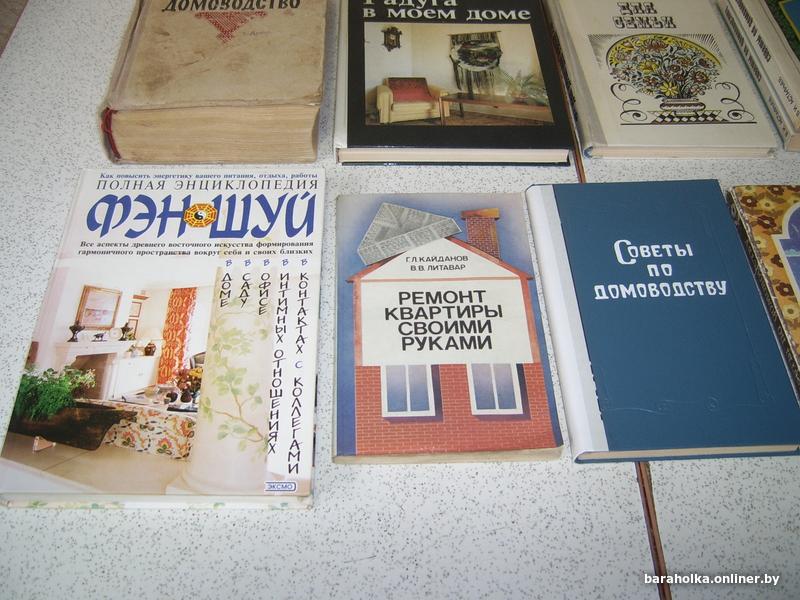 ДОМОВОДСТВО
Радуга
в моем доме
СЕМЬИ
Как повысить энергетику вашего питания, отдыха, работы
ПОЛНАЯ ЭНЦИКЛОПЕДИЯ
ФЭН ШУЙ
Все аспекты древнего восточного искусства формирования
гармоничного пространства вокруг себя и своих близких
В ДОМЕ
В САДУ
В ОФИСЕ
В ИНТИМНЫХ ОТНОШЕНИЯХ
В КОНТАКТАХ С КОЛЛЕГАМИ
ЭКСМО
Г.Л.КАЙДАНОВ
В.В.ЛИТАВАР
РЕМОНТ
КВАРТИРЫ
СВОИМИ
РУКАМИ
СОВЕТЫ
ПО
ДОМОВОДСТВУ
baraholka.onliner.by